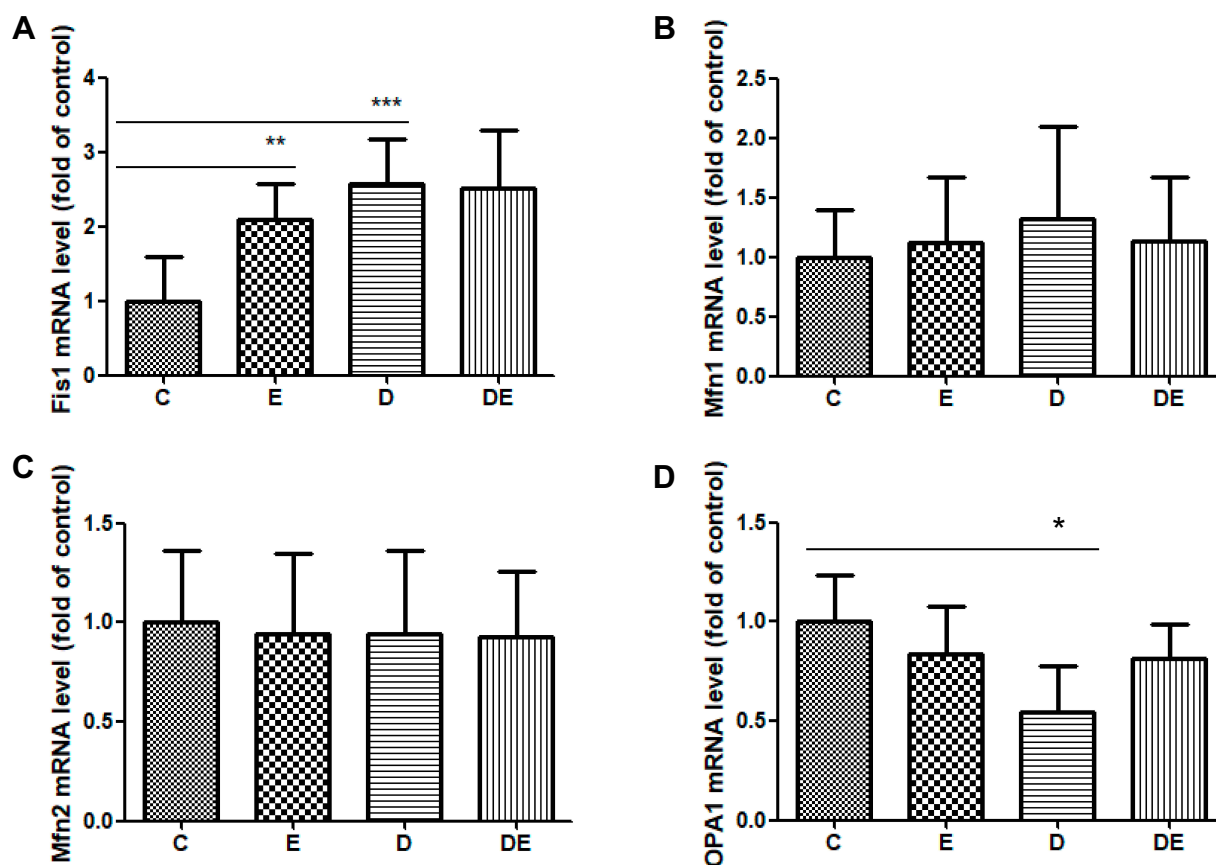 A
Fis1 mRNA level (fold of control)
4
3
2
1
0
**
***
C E D DE
B
Mfn1 mRNA level (fold of control)
2.5
2.0
1.5
1.0
0.5
0.0
C E D DE
C
Mfn2 mRNA level (fold of control)
1.5
1.0
0.5
0.0
C E D DE
D
OPA1 mRNA level (fold of control)
1.5
1.0
0.5
0.0
*
C E D DE